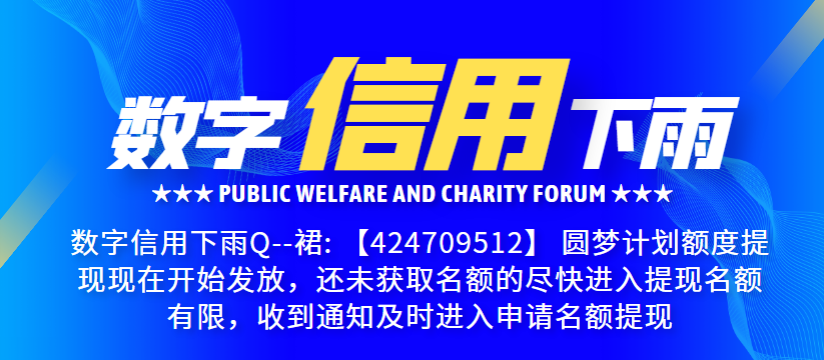 数字信用下雨
★★★ PUBLIC WELFARE AND CHARITY FORUM ★★★
数字信用下雨Q--裙:【424709512】 圆梦计划额度提
现现在开始发放，还未获取名额的尽快进入提现名额
有限，收到通知及时进入申请名额提现